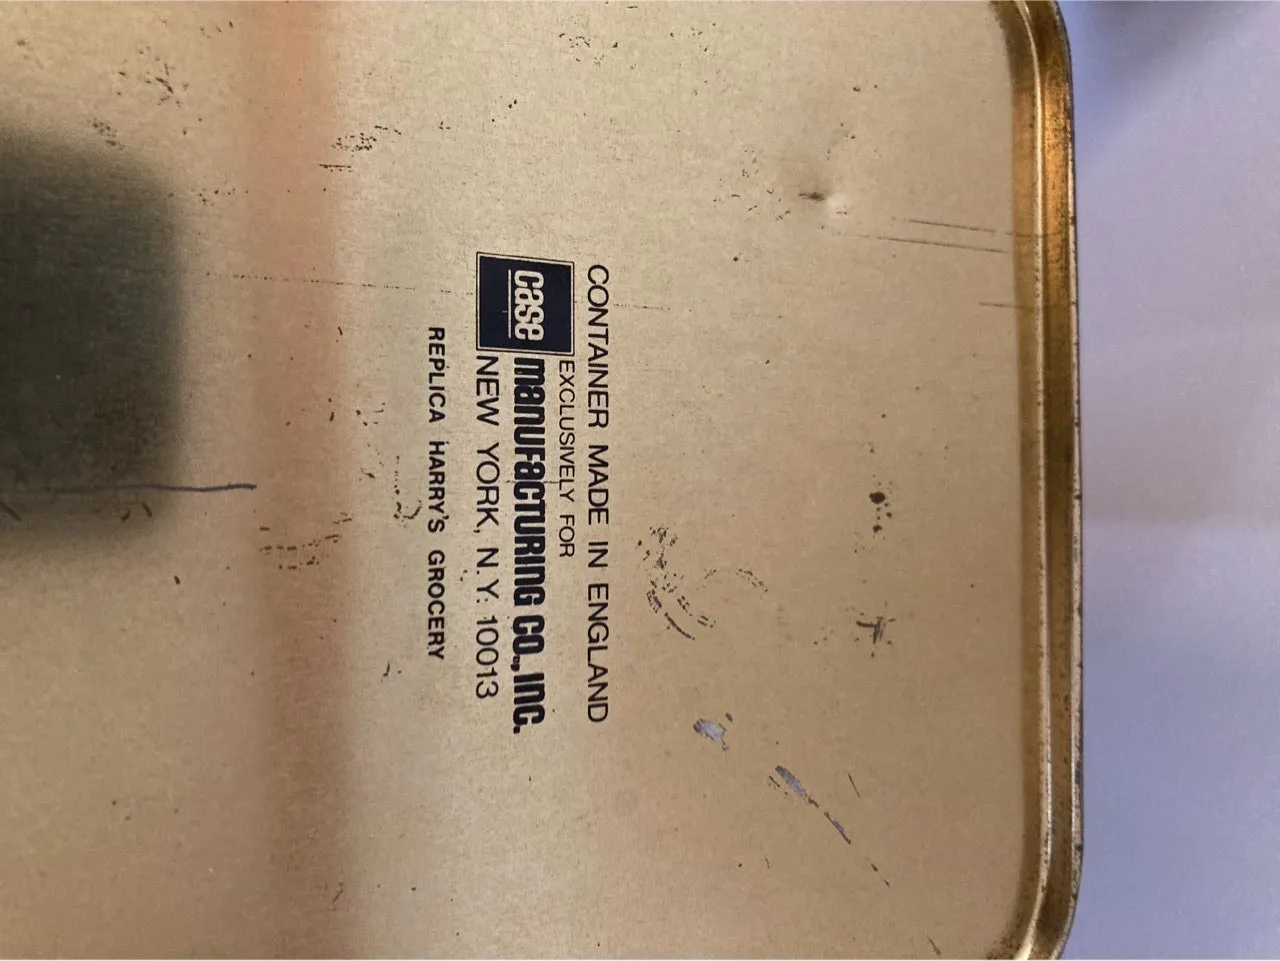 CONTAINER MADE IN ENGLAND
EXCLUSIVELY FOR
case manufacturing co., inc.
NEW YORK, N.Y. 10013
REPLICA HARRY'S GROCERY